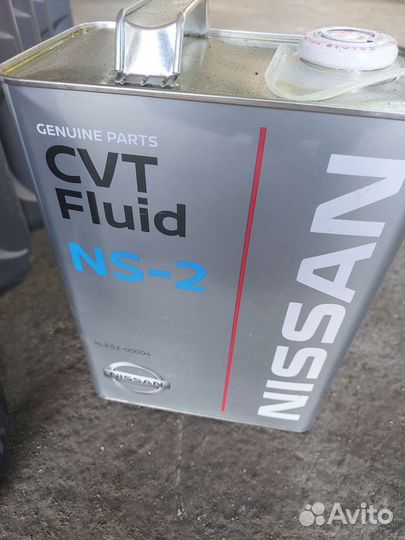 GENUINE PARTS
CVT
Fluid
NS-2
KLE52-00004
NISSAN
NISSAN
Avito